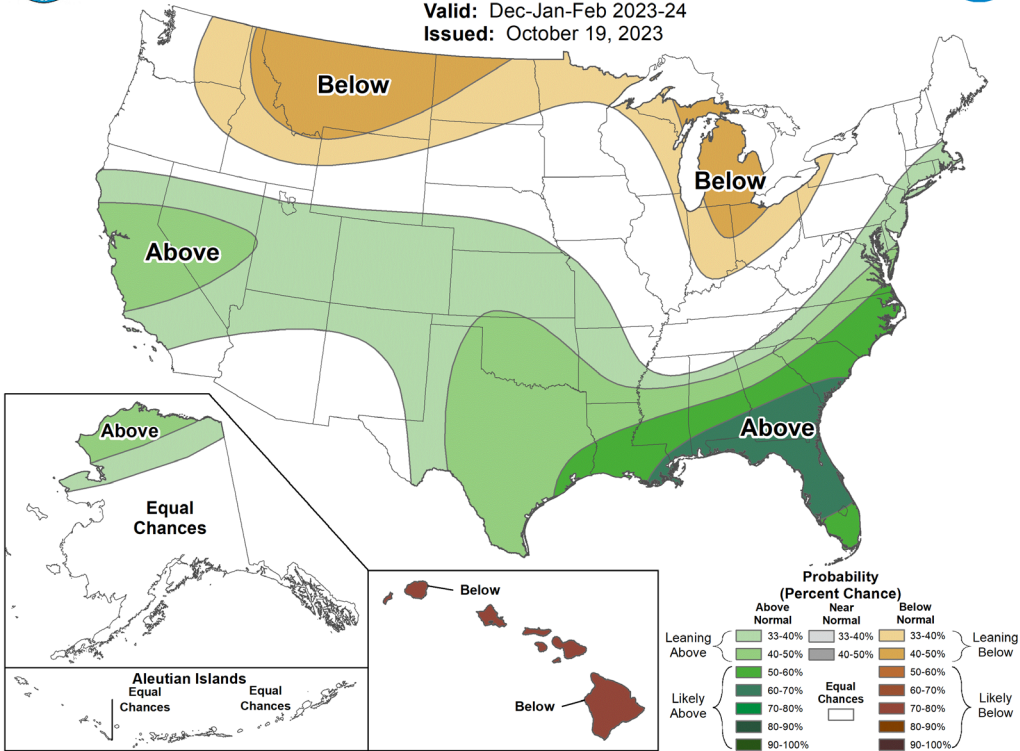 Valid: Dec-Jan-Feb 2023-24
Issued: October 19, 2023
Below
Below
Above
Above
Above
Equal
Chances
Below
Below
Aleutian Islands
Equal
Chances
Equal
Chances
Probability
(Percent Chance)
Above
Normal
Near
Normal
Below
Normal
Leaning
Above
33-40%
33-40%
33-40%
Leaning
Below
40-50%
40-50%
40-50%
Likely
Above
50-60%
50-60%
Likely
Below
60-70%
60-70%
Equal
Chances
70-80%
70-80%
80-90%
80-90%
90-100%
90-100%